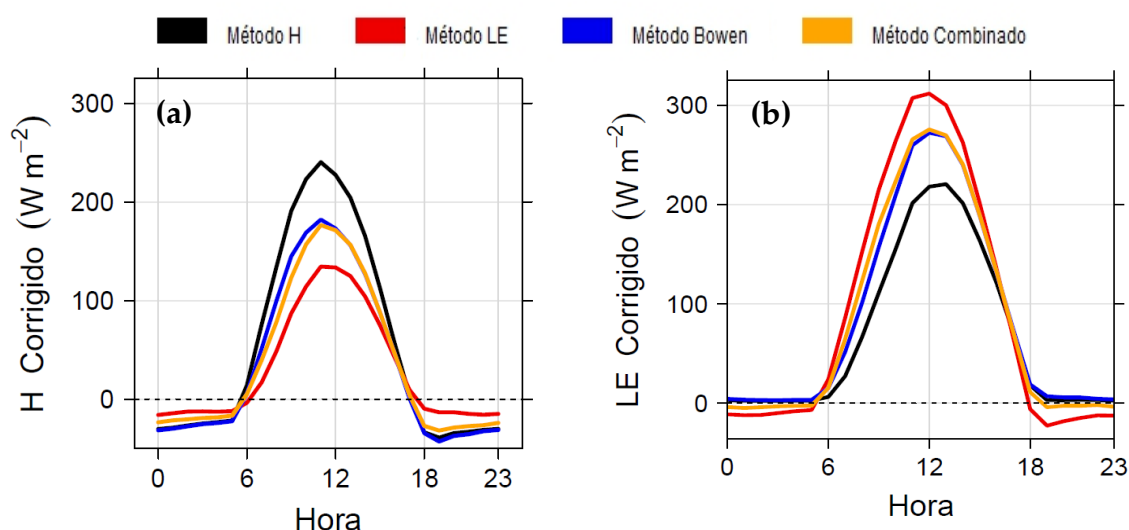 Método H Método LE Método Bowen Método Combinado
(a)
H Corrigido (W m⁻²)
300
200
100
0
0 6 12 18 23
Hora
(b)
LE Corrigido (W m⁻²)
300
200
100
0
0 6 12 18 23
Hora